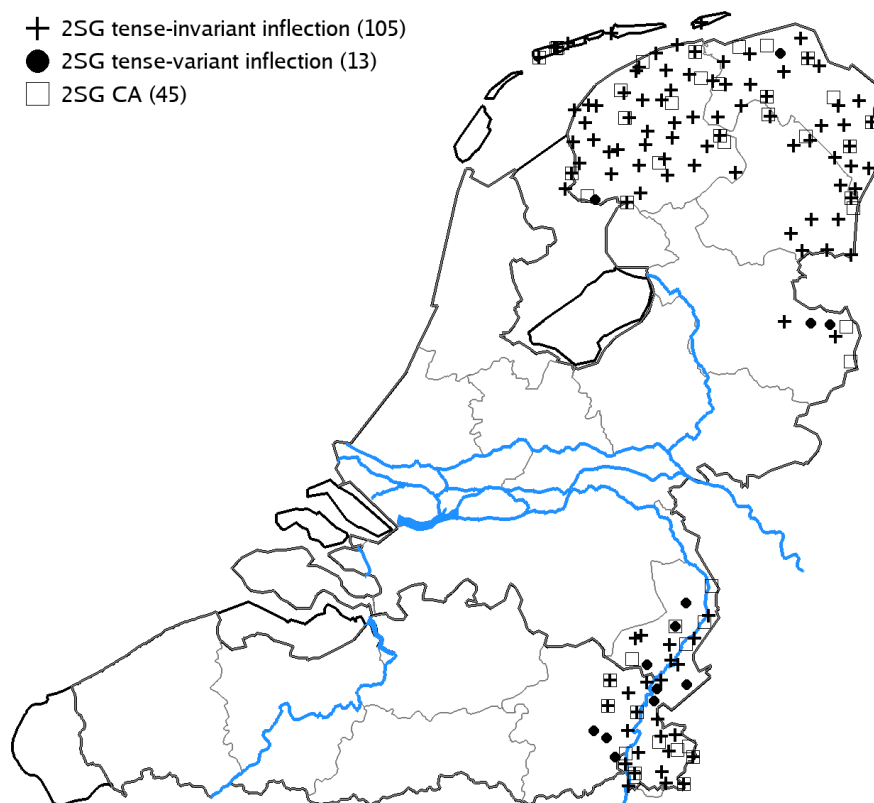 2SG tense-invariant inflection (105)
2SG tense-variant inflection (13)
2SG CA (45)